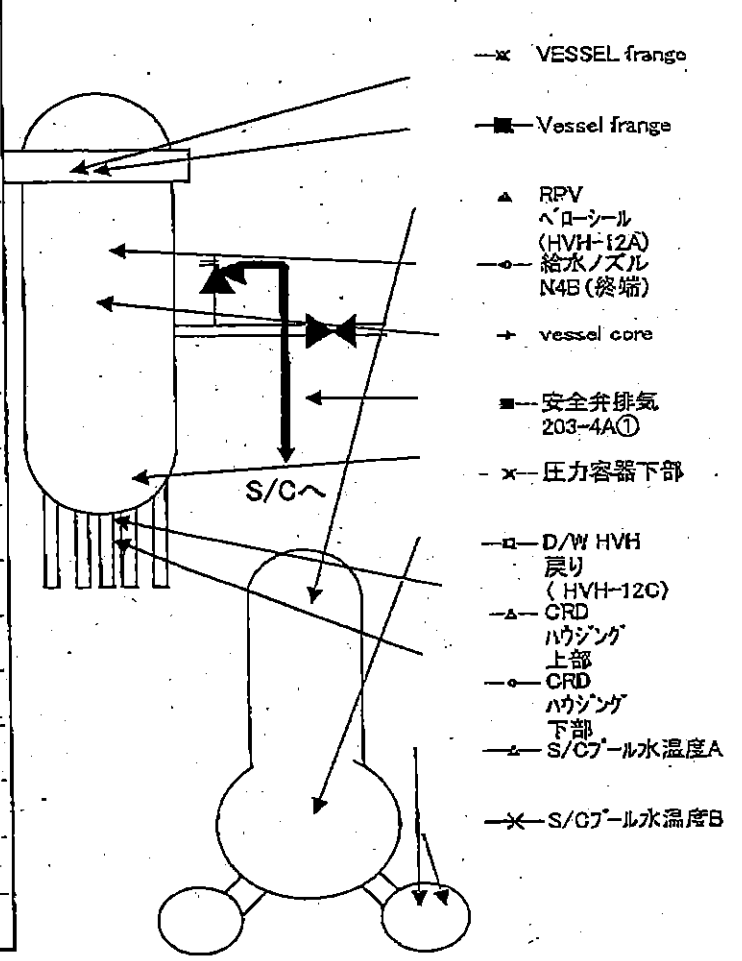 VESSEL frange
Vessel frange
RPV
ベローシール
(HVH-12A)
給水ノズル
N4B(終端)
vessel core
安全弁排気
203-4A①
圧力容器下部
D/W HVH
戻り
(HVH-12C)
CRD
ハウジング
上部
CRD
ハウジング
下部
S/Cプール水温度A
S/Cプール水温度B
S/Cへ